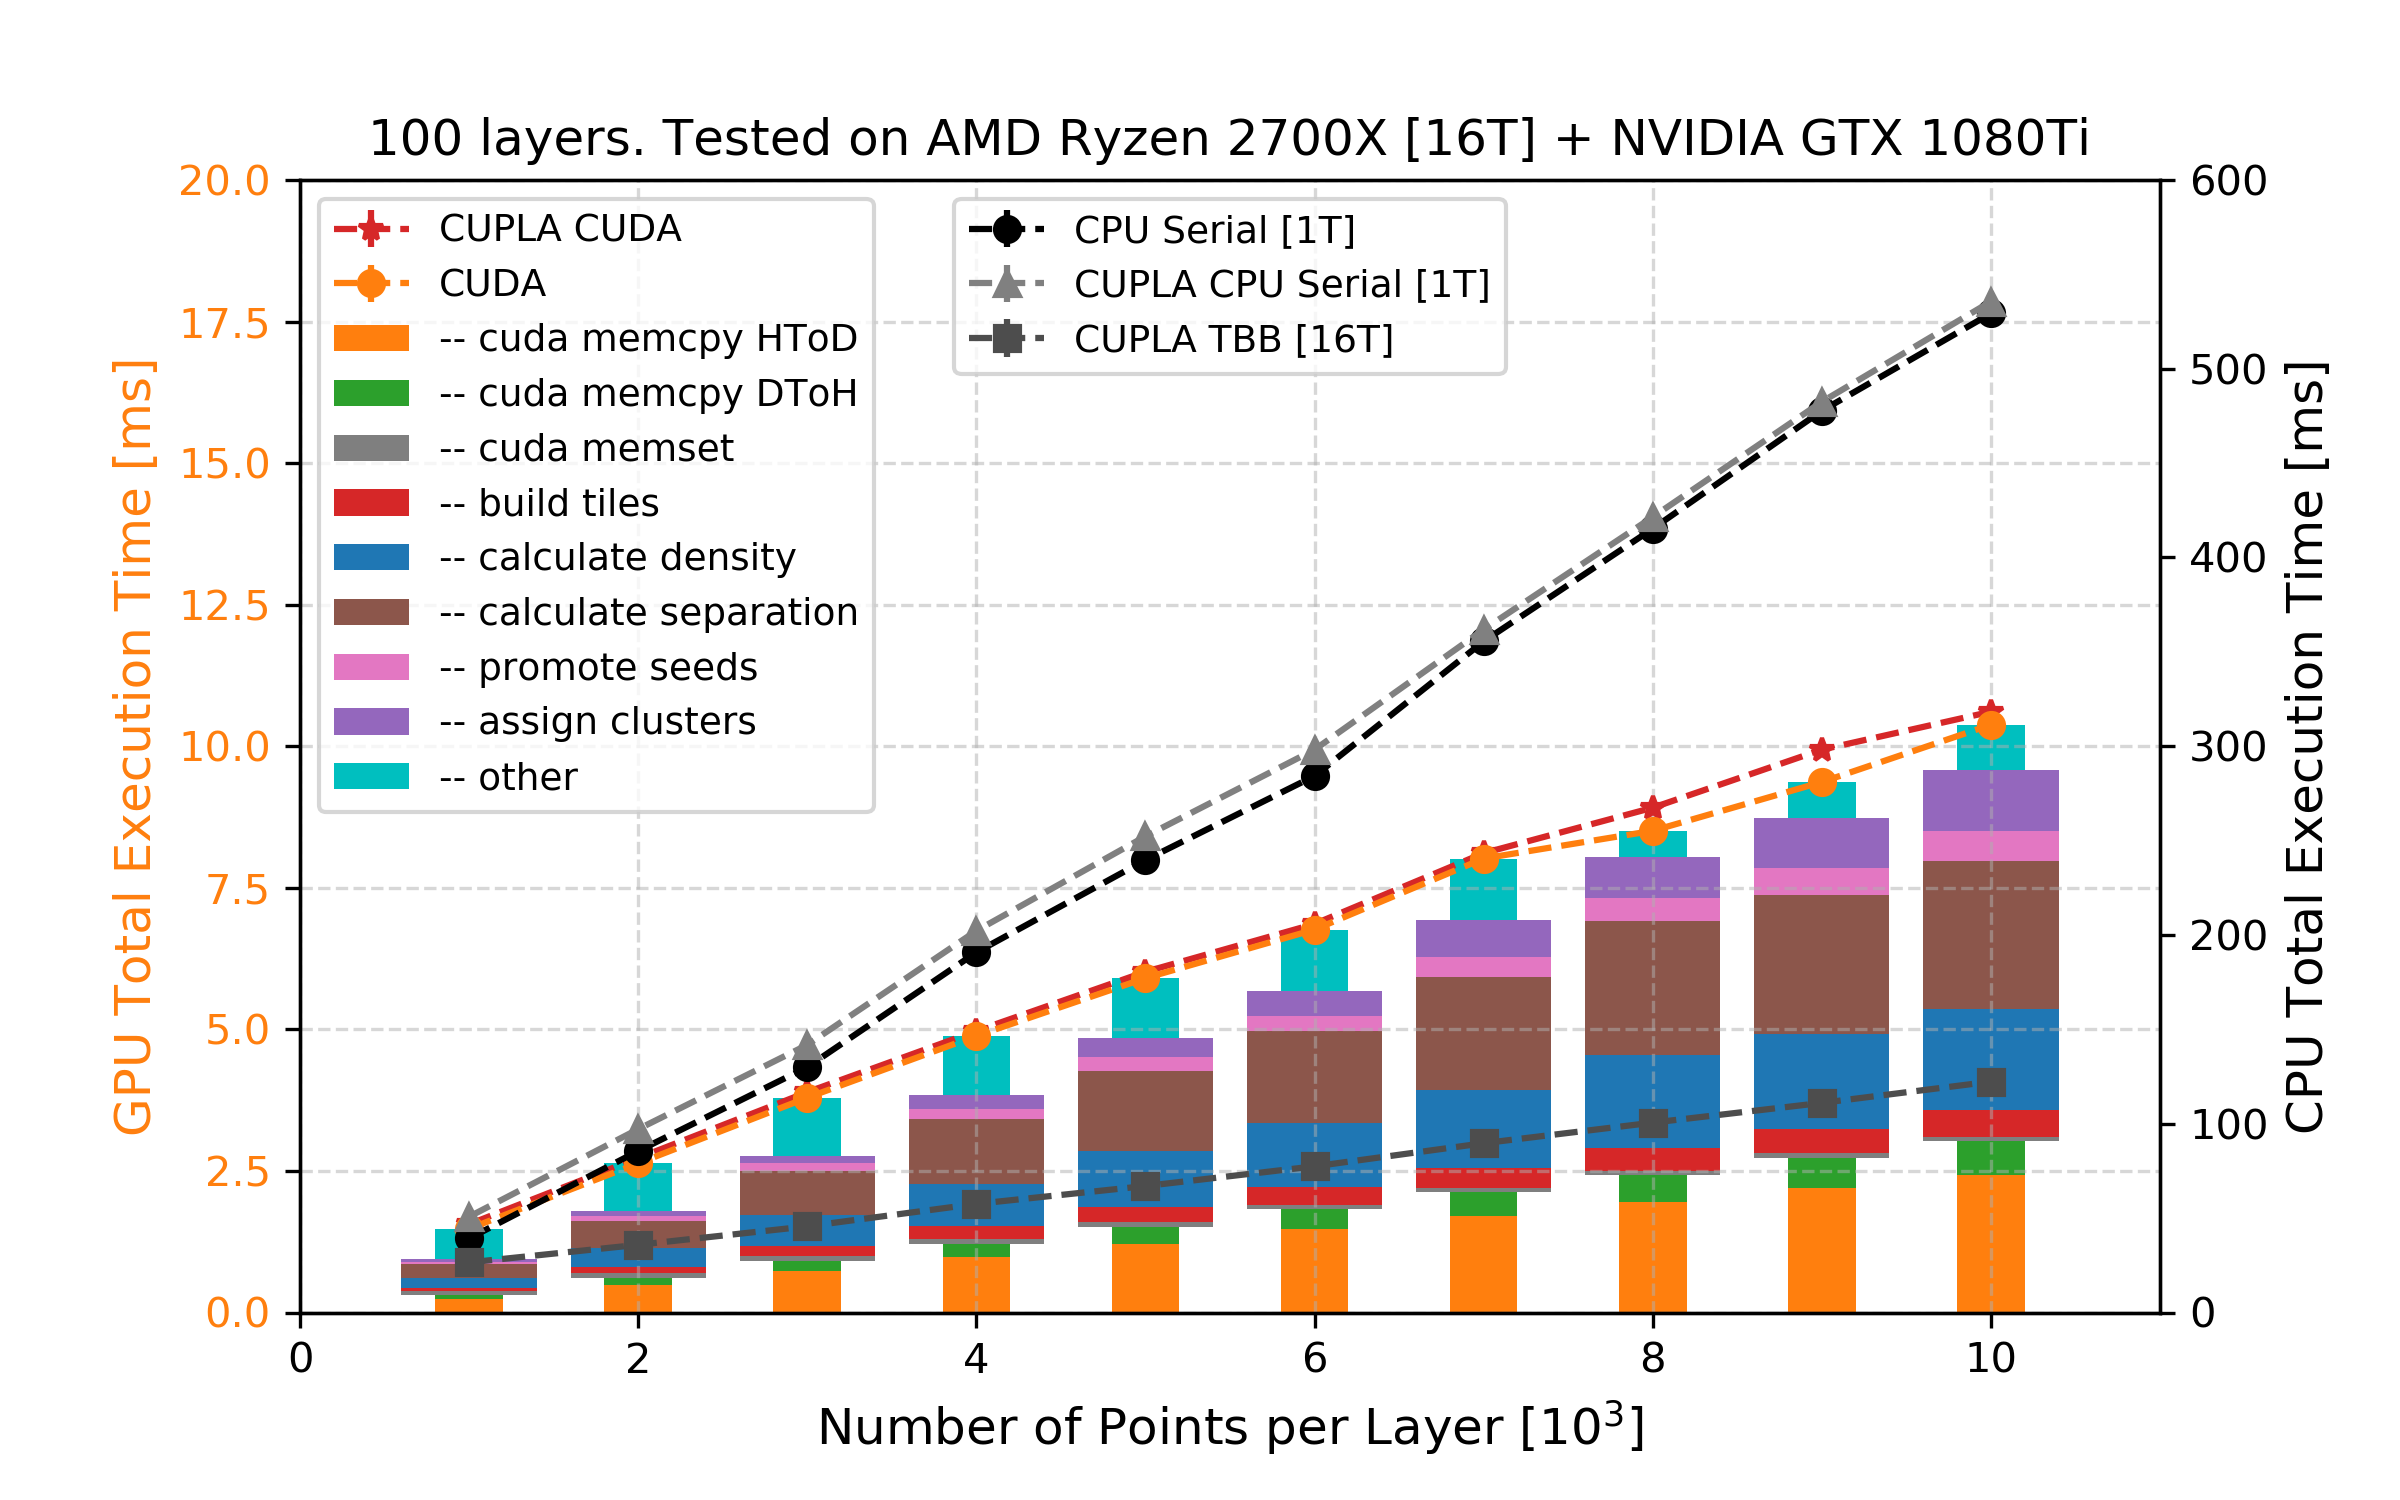 100 layers. Tested on AMD Ryzen 2700X [16T] + NVIDIA GTX 1080Ti
GPU Total Execution Time [ms]
20.0
17.5
15.0
12.5
10.0
7.5
5.0
2.5
0.0
CUPLA CUDA
CUDA
-- cuda memcpy HToD
-- cuda memcpy DToH
-- cuda memset
-- build tiles
-- calculate density
-- calculate separation
-- promote seeds
-- assign clusters
-- other
CPU Serial [1T]
CUPLA CPU Serial [1T]
CUPLA TBB [16T]
600
500
400
300
200
100
0
CPU Total Execution Time [ms]
0 2 4 6 8 10
Number of Points per Layer [10³]